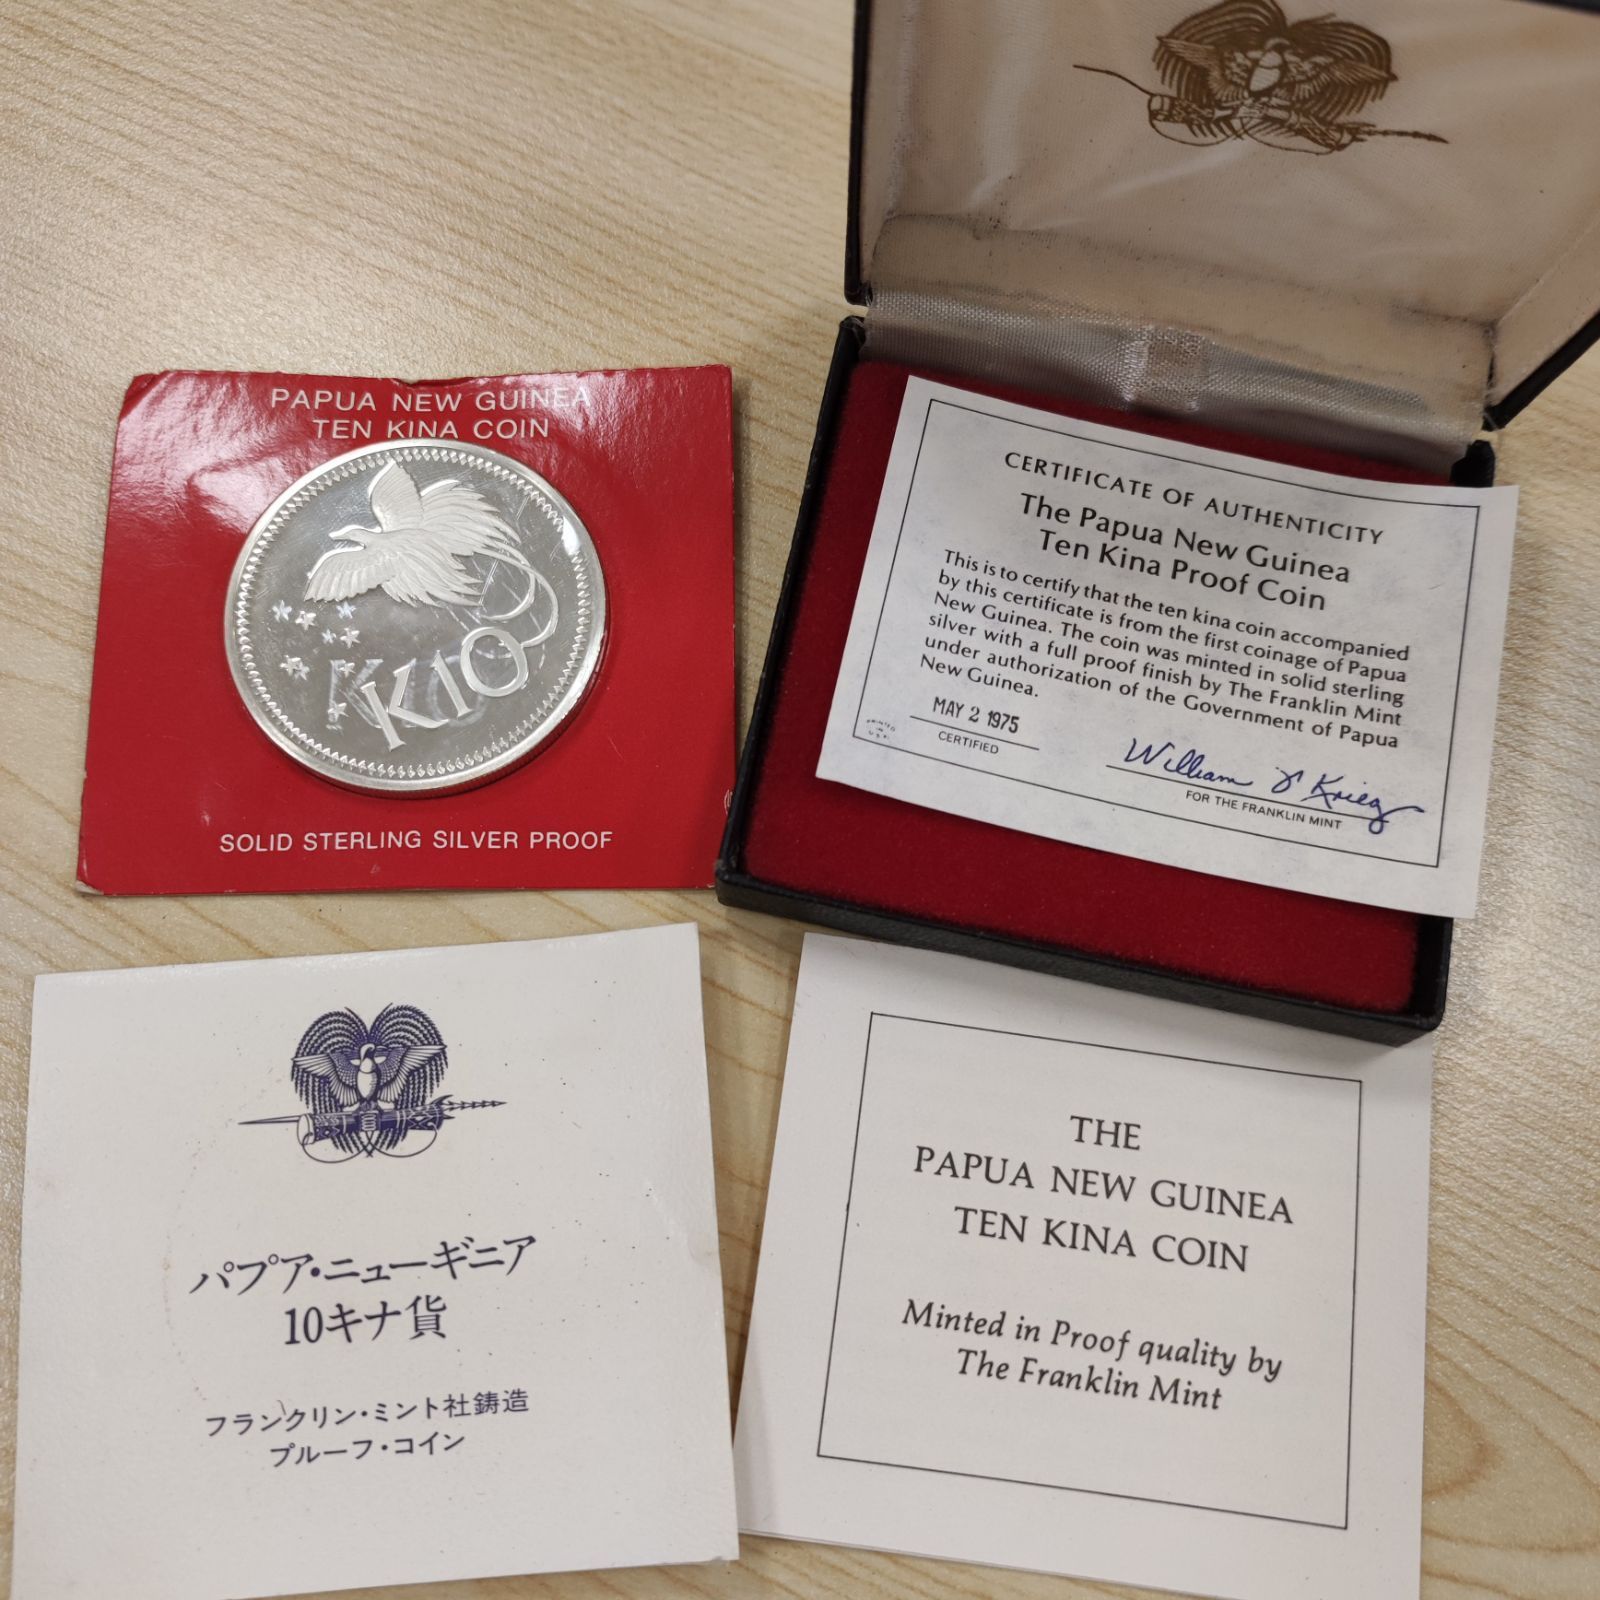 PAPUA NEW GUINEA
TEN KINA COIN
K10
SOLID STERLING SILVER PROOF
CERTIFICATE OF AUTHENTICITY
The Papua New Guinea
Ten Kina Proof Coin
This is to certify that the ten kina coin accompanied
by this certificate is from the first coinage of Papua
New Guinea. The coin was minted in solid sterling
silver with a full proof finish by The Franklin Mint
under authorization of the Government of Papua
New Guinea.
MAY 2 1975
CERTIFIED
PRINTED
IN
U.S.A.
William J Krieg
FOR THE FRANKLIN MINT
パプア・ニューギニア
10キナ貨
フランクリン・ミント社鋳造
プルーフ・コイン
THE
PAPUA NEW GUINEA
TEN KINA COIN
Minted in Proof quality by
The Franklin Mint